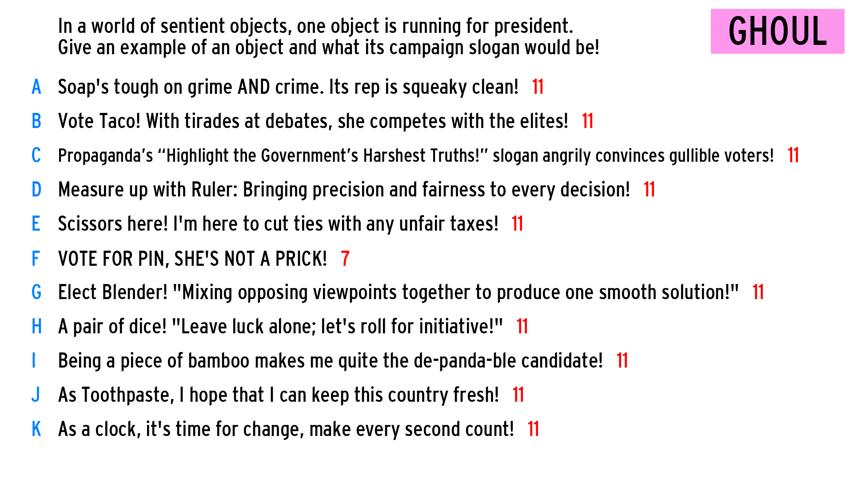 In a world of sentient objects, one object is running for president.
Give an example of an object and what its campaign slogan would be!
GHOUL
A Soap's tough on grime AND crime. Its rep is squeaky clean! 11
B Vote Taco! With tirades at debates, she competes with the elites! 11
C Propaganda's “Highlight the Government's Harshest Truths!” slogan angrily convinces gullible voters! 11
D Measure up with Ruler: Bringing precision and fairness to every decision! 11
E Scissors here! I'm here to cut ties with any unfair taxes! 11
F VOTE FOR PIN, SHE'S NOT A PRICK! 7
G Elect Blender! "Mixing opposing viewpoints together to produce one smooth solution!" 11
H A pair of dice! "Leave luck alone; let's roll for initiative!" 11
I Being a piece of bamboo makes me quite the de-panda-ble candidate! 11
J As Toothpaste, I hope that I can keep this country fresh! 11
K As a clock, it's time for change, make every second count! 11